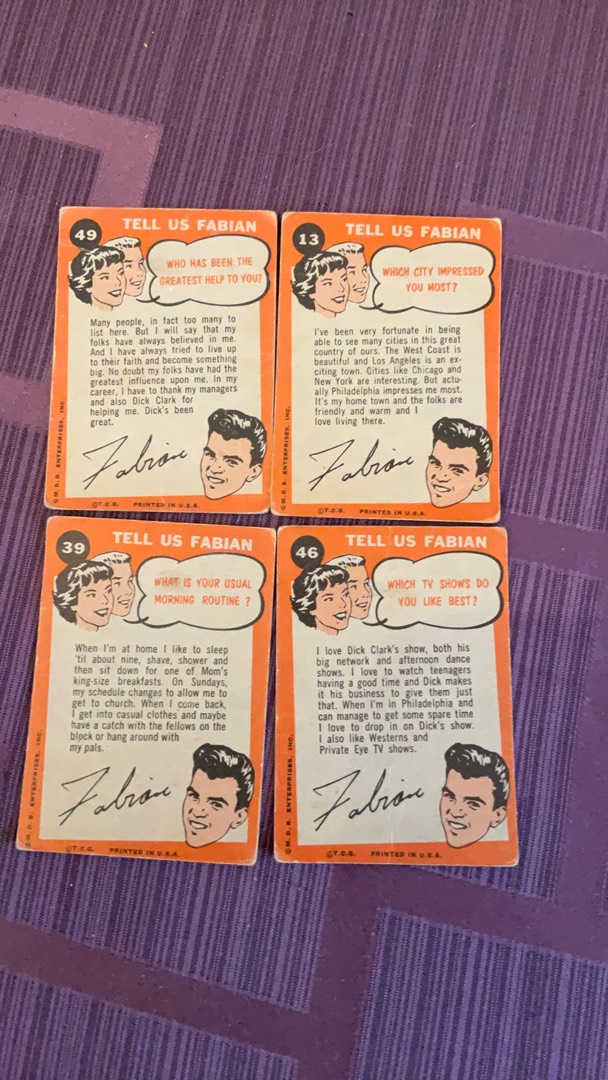 49
TELL US FABIAN
WHO HAS BEEN THE
GREATEST HELP TO YOU?
Many people, in fact too many to
list here. But I will say that my
folks have always believed in me.
And I have always tried to live up
to their faith and become something
big. No doubt my folks have had the
greatest influence upon me. In my
career, I have to thank my managers
and also Dick Clark for
helping me. Dick's been
great.
Fabian
©M.D.R. ENTERPRISES, INC.
©T.C.G. PRINTED IN U.S.A.
13
TELL US FABIAN
WHICH CITY IMPRESSED
YOU MOST?
I've been very fortunate in being
able to see many cities in this great
country of ours. The West Coast is
beautiful and Los Angeles is an ex-
citing town. Cities like Chicago and
New York are interesting. But actu-
ally Philadelphia impresses me most.
It's my home town and the folks are
friendly and warm and I
love living there.
Fabian
©M.D.R. ENTERPRISES, INC.
©T.C.G. PRINTED IN U.S.A.
39
TELL US FABIAN
WHAT IS YOUR USUAL
MORNING ROUTINE ?
When I'm at home I like to sleep
'til about nine, shave, shower and
then sit down for one of Mom's
king-size breakfasts. On Sundays,
my schedule changes to allow me to
get to church. When I come back,
I get into casual clothes and maybe
have a catch with the fellows on the
block or hang around with
my pals.
Fabian
©M.D.R. ENTERPRISES, INC.
©T.C.G. PRINTED IN U.S.A.
46
TELL US FABIAN
WHICH TV SHOWS DO
YOU LIKE BEST?
I love Dick Clark's show, both his
big network and afternoon dance
shows. I love to watch teenagers
having a good time and Dick makes
it his business to give them just
that. When I'm in Philadelphia and
can manage to get some spare time
I love to drop in on Dick's show.
I also like Westerns and
Private Eye TV shows.
Fabian
©M.D.R. ENTERPRISES, INC.
©T.C.G. PRINTED IN U.S.A.